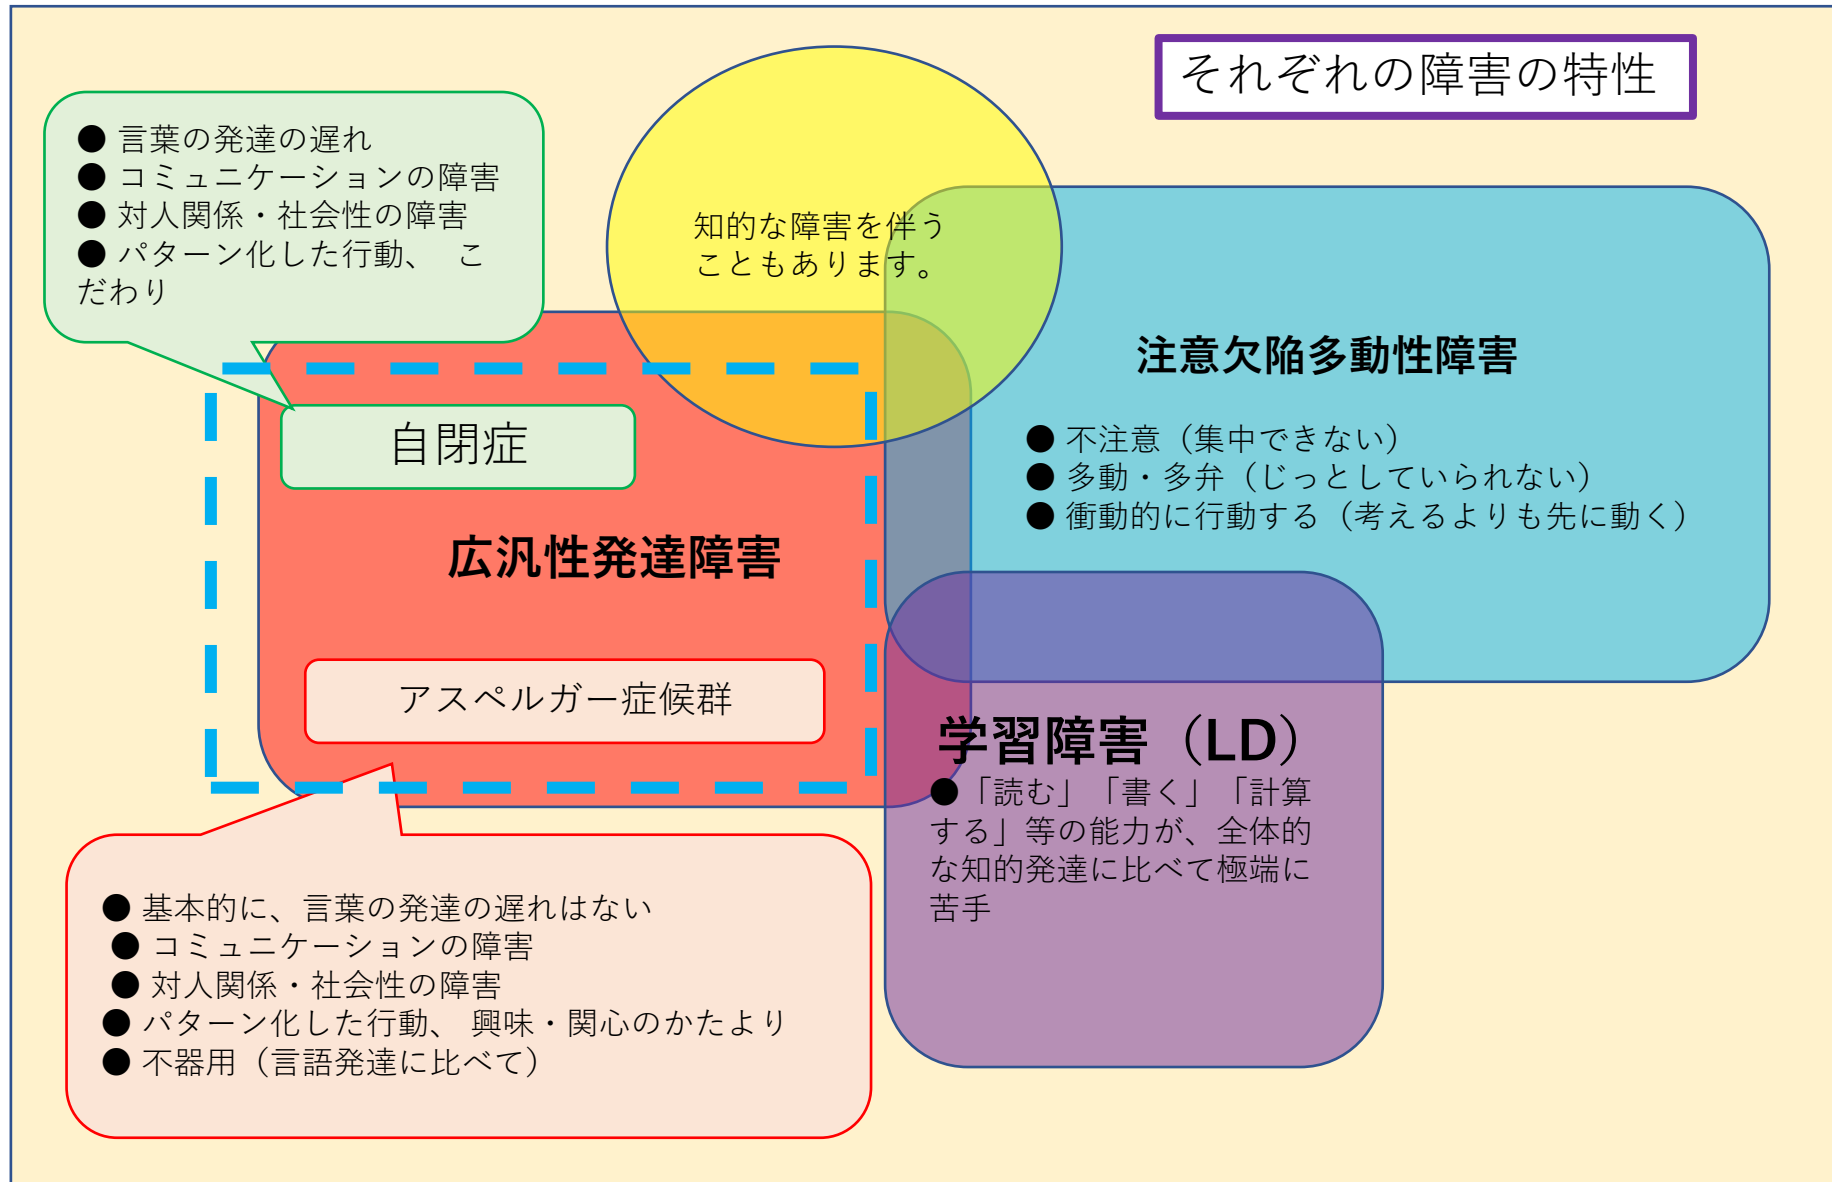 それぞれの障害の特性
● 言葉の発達の遅れ
● コミュニケーションの障害
● 対人関係・社会性の障害
● パターン化した行動、 こ
だわり
知的な障害を伴う
こともあります。
注意欠陥多動性障害
● 不注意（集中できない）
● 多動・多弁（じっとしていられない）
● 衝動的に行動する（考えるよりも先に動く）
自閉症
広汎性発達障害
アスペルガー症候群
学習障害（LD）
●「読む」「書く」「計算
する」等の能力が、全体的
な知的発達に比べて極端に
苦手
● 基本的に、言葉の発達の遅れはない
● コミュニケーションの障害
● 対人関係・社会性の障害
● パターン化した行動、 興味・関心のかたより
● 不器用（言語発達に比べて）